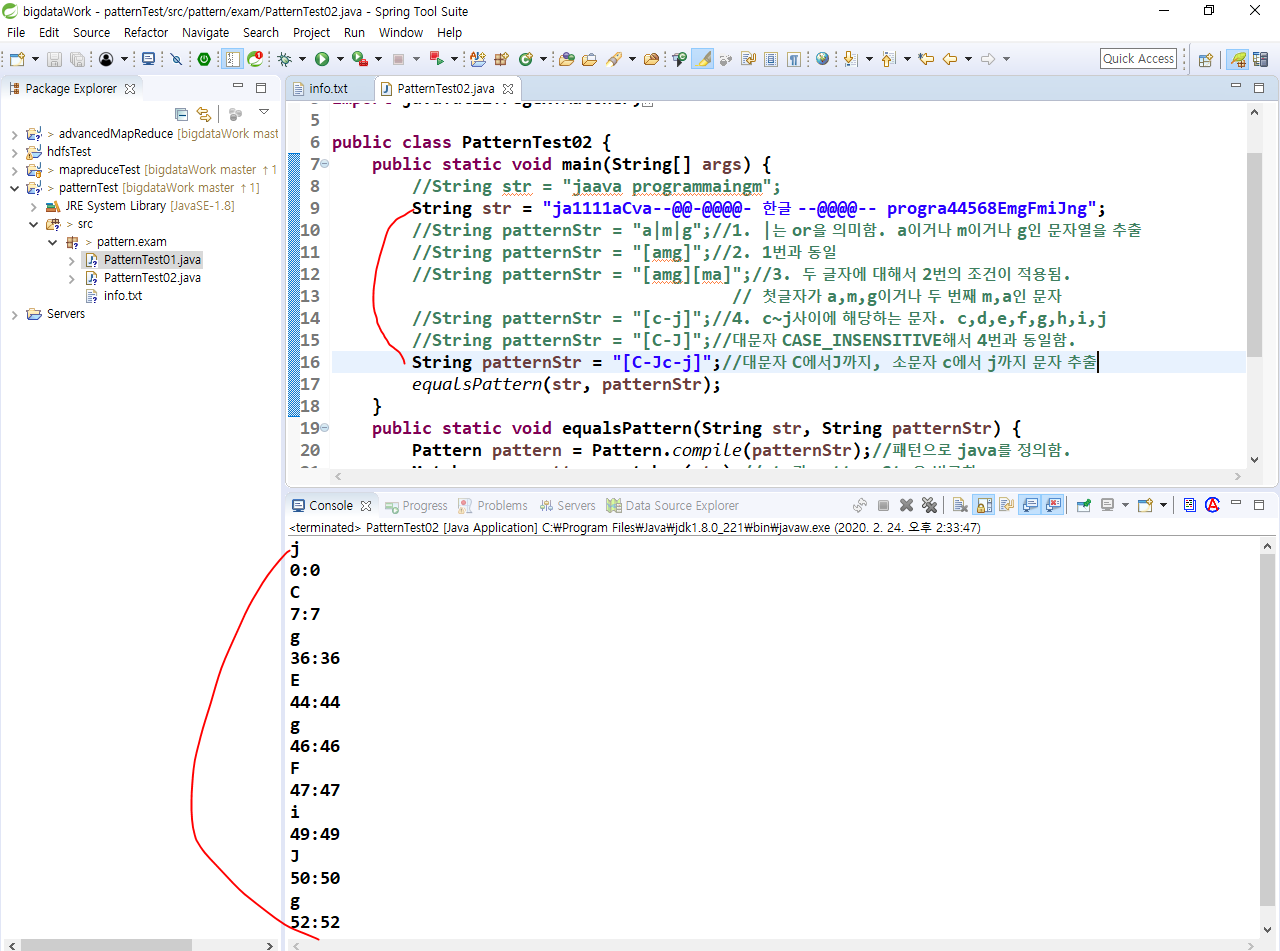 bigdataWork - patternTest/src/pattern/exam/PatternTest02.java - Spring Tool Suite
File Edit Source Refactor Navigate Search Project Run Window Help
Quick Access
Package Explorer
> advancedMapReduce [bigdataWork mast
hdfsTest
> mapreduceTest [bigdataWork master ↑1
> patternTest [bigdataWork master ↑1]
JRE System Library [JavaSE-1.8]
> src
> pattern.exam
> PatternTest01.java
> PatternTest02.java
info.txt
Servers
info.txt PatternTest02.java
5
6 public class PatternTest02 {
7 public static void main(String[] args) {
8 //String str = "jaava programmaingm";
9 String str = "ja1111aCva--@@-@@@@- 한글 --@@@@-- progra44568EmgFmiJng";
10 //String patternStr = "a|m|g";//1. |는 or을 의미함. a이거나 m이거나 g인 문자열을 추출
11 //String patternStr = "[amg]";//2. 1번과 동일
12 //String patternStr = "[amg][ma]";//3. 두 글자에 대해서 2번의 조건이 적용됨.
13 // 첫글자가 a,m,g이거나 두 번째 m,a인 문자
14 //String patternStr = "[c-j]";//4. c~j사이에 해당하는 문자. c,d,e,f,g,h,i,j
15 //String patternStr = "[C-J]";//대문자 CASE_INSENSITIVE해서 4번과 동일함.
16 String patternStr = "[C-Jc-j]";//대문자 C에서J까지, 소문자 c에서 j까지 문자 추출
17 equalsPattern(str, patternStr);
18 }
19 public static void equalsPattern(String str, String patternStr) {
20 Pattern pattern = Pattern.compile(patternStr);//패턴으로 java를 정의함.
Console Progress Problems Servers Data Source Explorer
<terminated> PatternTest02 [Java Application] C:₩Program Files₩Java₩jdk1.8.0_221₩bin₩javaw.exe (2020. 2. 24. 오후 2:33:47)
j
0:0
C
7:7
g
36:36
E
44:44
g
46:46
F
47:47
i
49:49
J
50:50
g
52:52